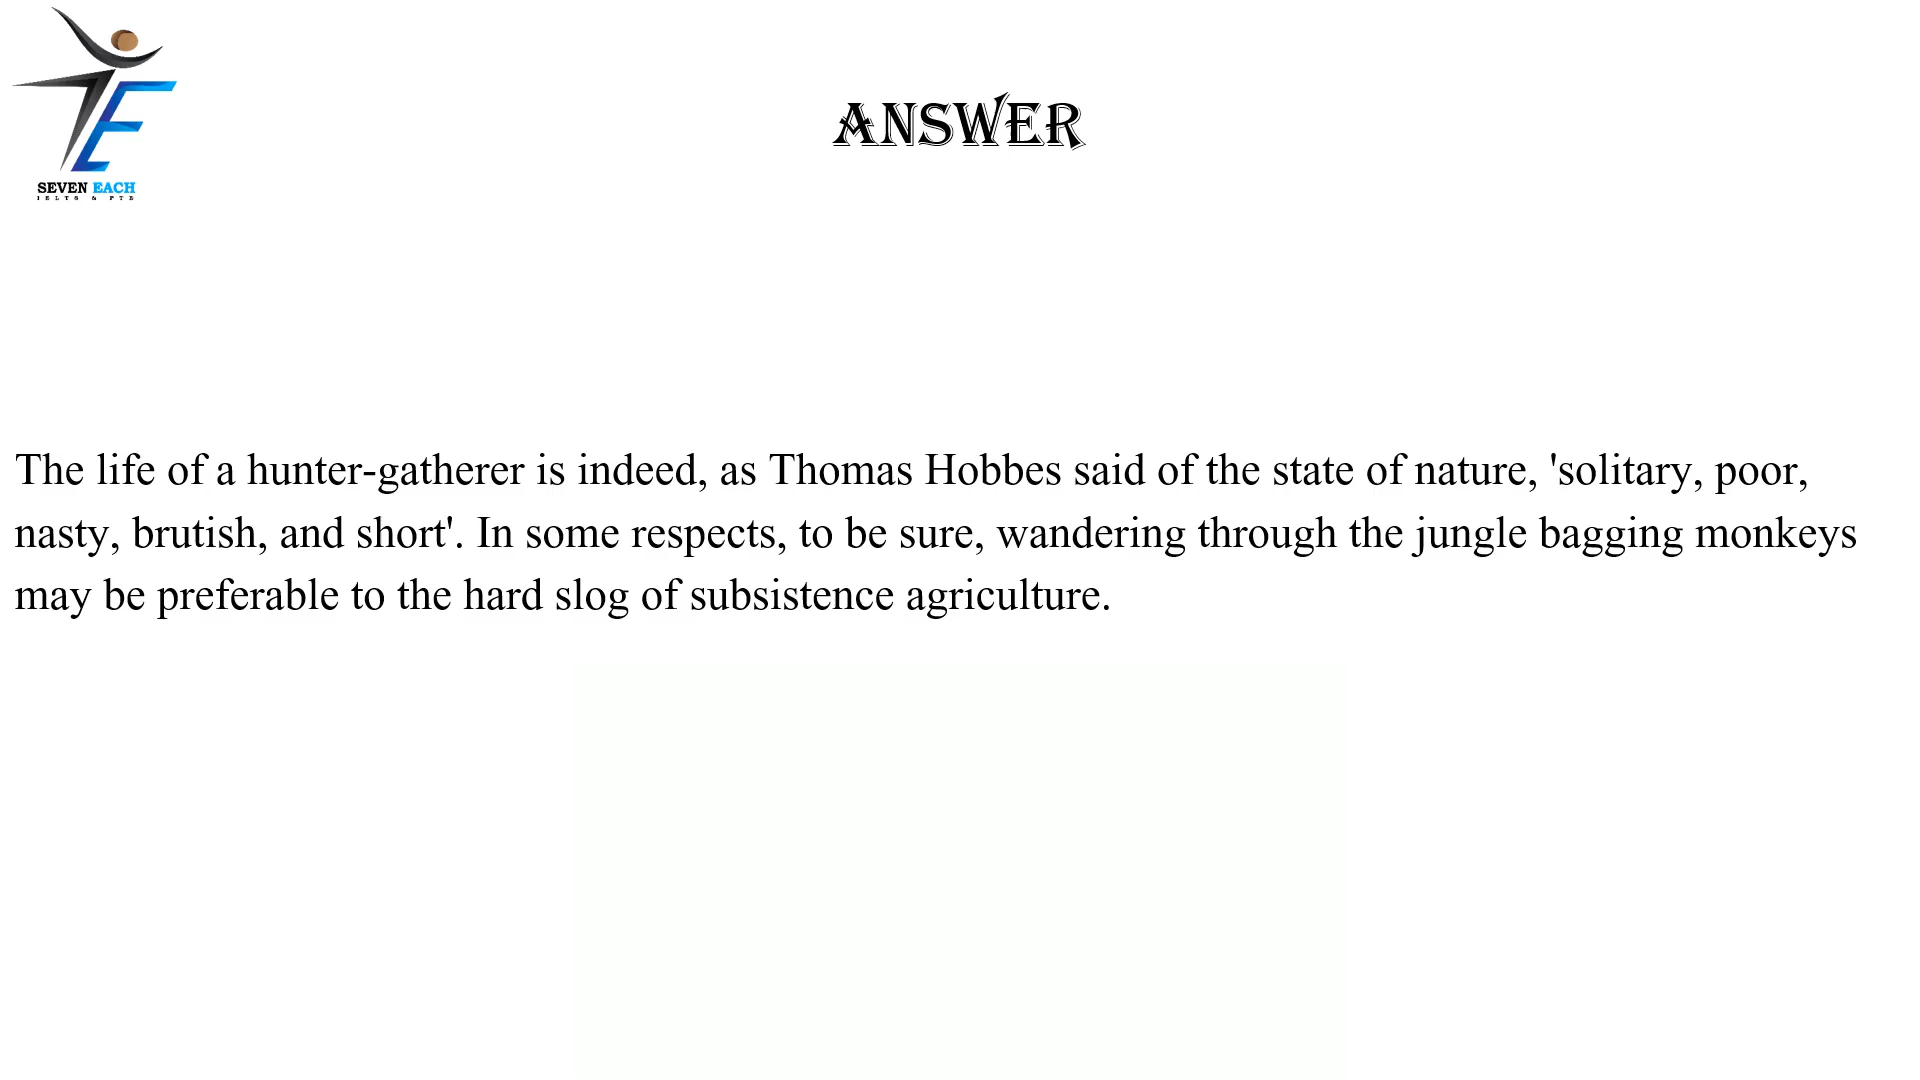 SEVEN EACH
IELTS & PTE
ANSWER
The life of a hunter-gatherer is indeed, as Thomas Hobbes said of the state of nature, 'solitary, poor,
nasty, brutish, and short'. In some respects, to be sure, wandering through the jungle bagging monkeys
may be preferable to the hard slog of subsistence agriculture.